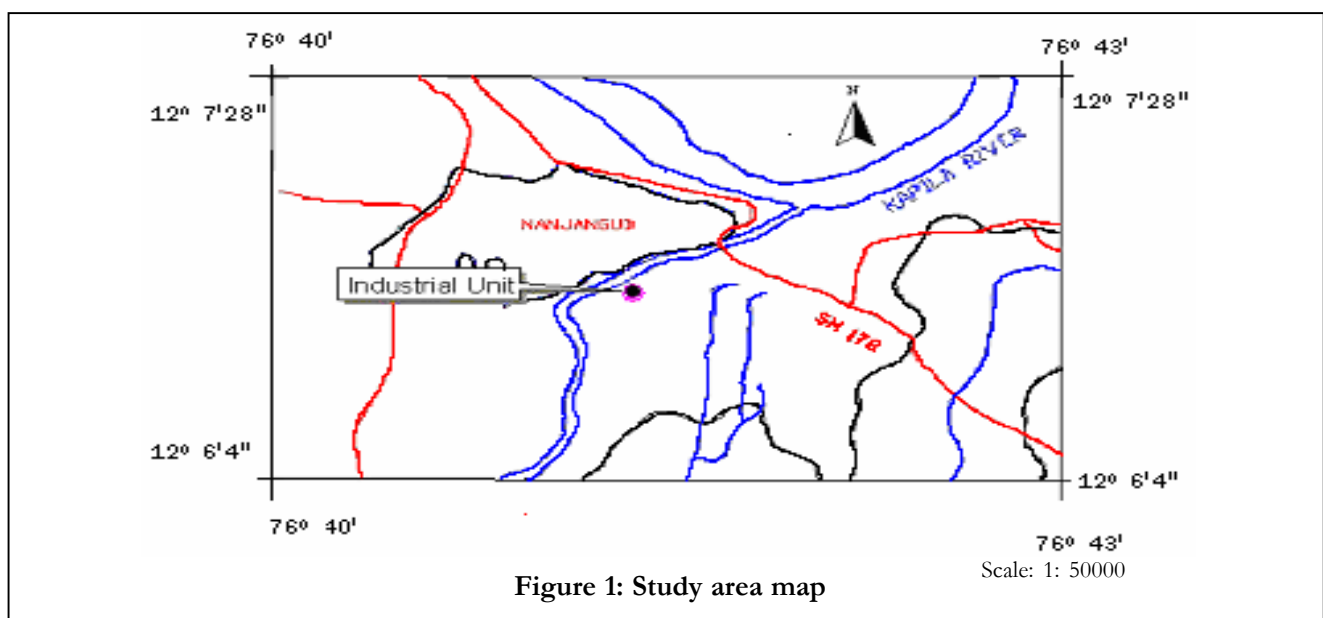 76º 40'
76º 43'
12º 7'28"
12º 7'28"
N
KAPILA RIVER
NANJANGUD
Industrial Unit
SH 17B
12º 6'4"
12º 6'4"
76º 40'
76º 43'
Scale: 1: 50000
Figure 1: Study area map